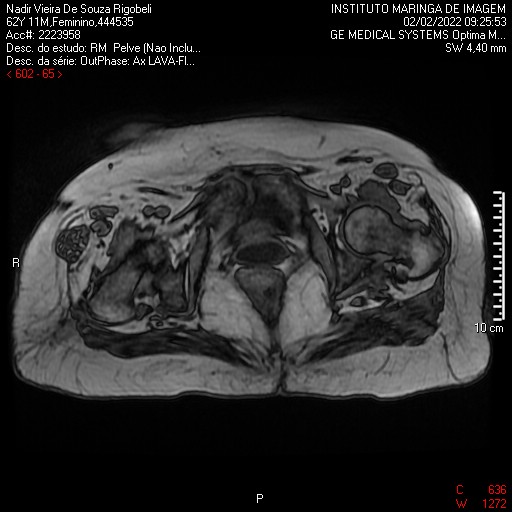 Nadir Vieira De Souza Rigobeli
62Y 11M,Feminino,444535
Acc#: 2223958
Desc. do estudo: RM Pelve (Nao Inclu...
Desc. da série: OutPhase: Ax LAVA-Fl...
< 602 - 65 >
INSTITUTO MARINGA DE IMAGEM
02/02/2022 09:25:53
GE MEDICAL SYSTEMS Optima M...
SW 4,40 mm
R
10 cm
P
C 636
W 1272